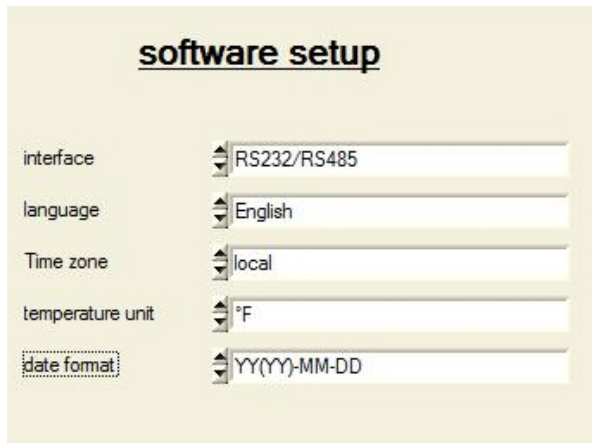 software setup
interface RS232/RS485
language English
Time zone local
temperature unit °F
date format YY(YY)-MM-DD